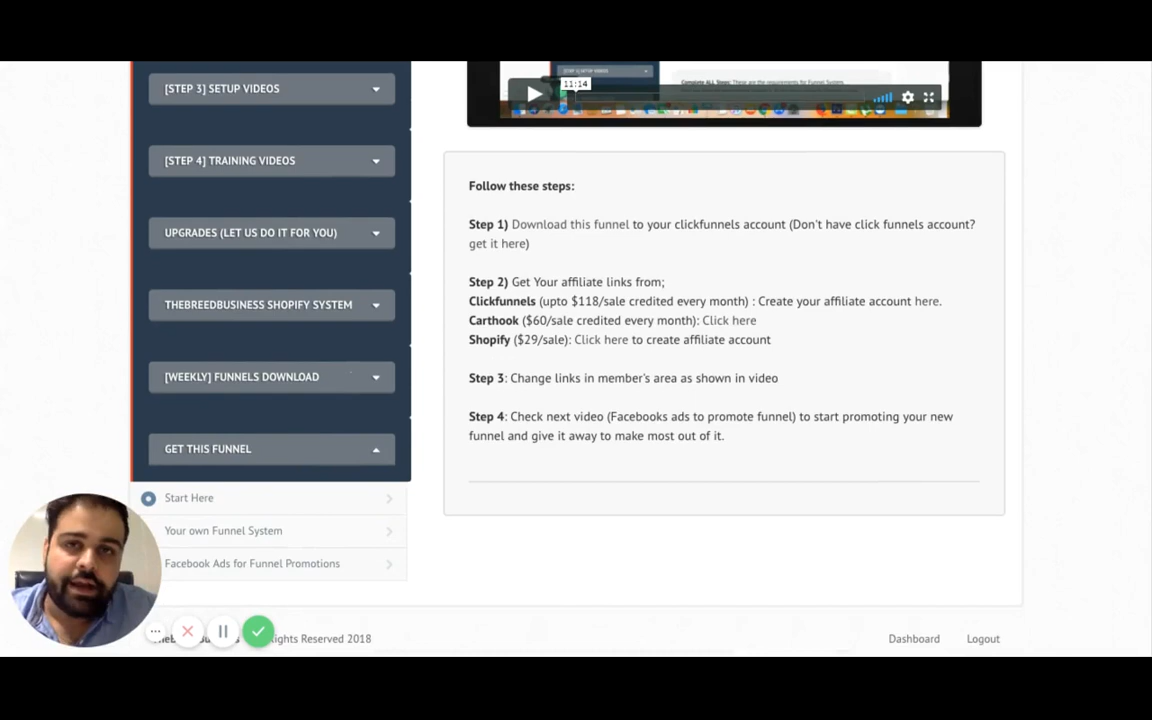 [STEP 3] SETUP VIDEOS
[STEP 4] TRAINING VIDEOS
UPGRADES (LET US DO IT FOR YOU)
THEBREEDBUSINESS SHOPIFY SYSTEM
[WEEKLY] FUNNELS DOWNLOAD
GET THIS FUNNEL
Start Here
Your own Funnel System
Facebook Ads for Funnel Promotions
11:14
Follow these steps:
Step 1) Download this funnel to your clickfunnels account (Don't have click funnels account?
get it here)
Step 2) Get Your affiliate links from;
Clickfunnels (upto $118/sale credited every month) : Create your affiliate account here.
Carthook ($60/sale credited every month): Click here
Shopify ($29/sale): Click here to create affiliate account
Step 3: Change links in member's area as shown in video
Step 4: Check next video (Facebooks ads to promote funnel) to start promoting your new
funnel and give it away to make most out of it.
Rights Reserved 2018
Dashboard
Logout